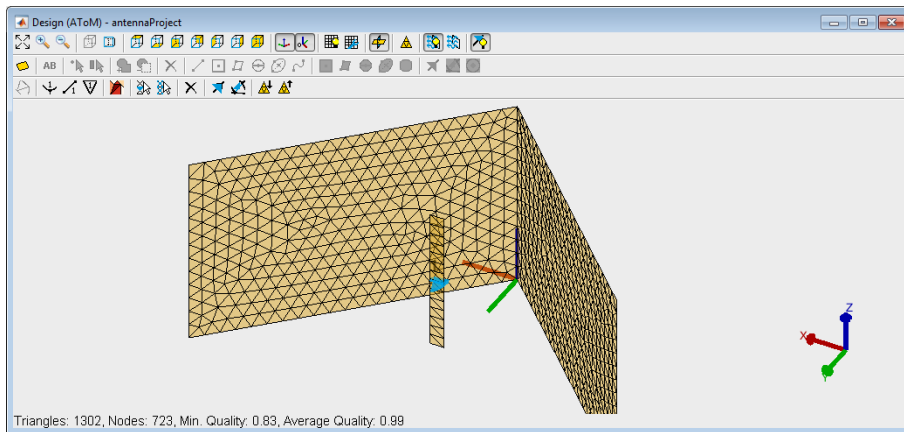 Design (AToM) - antennaProject
AB
Triangles: 1302, Nodes: 723, Min. Quality: 0.83, Average Quality: 0.99
X
Y
Z